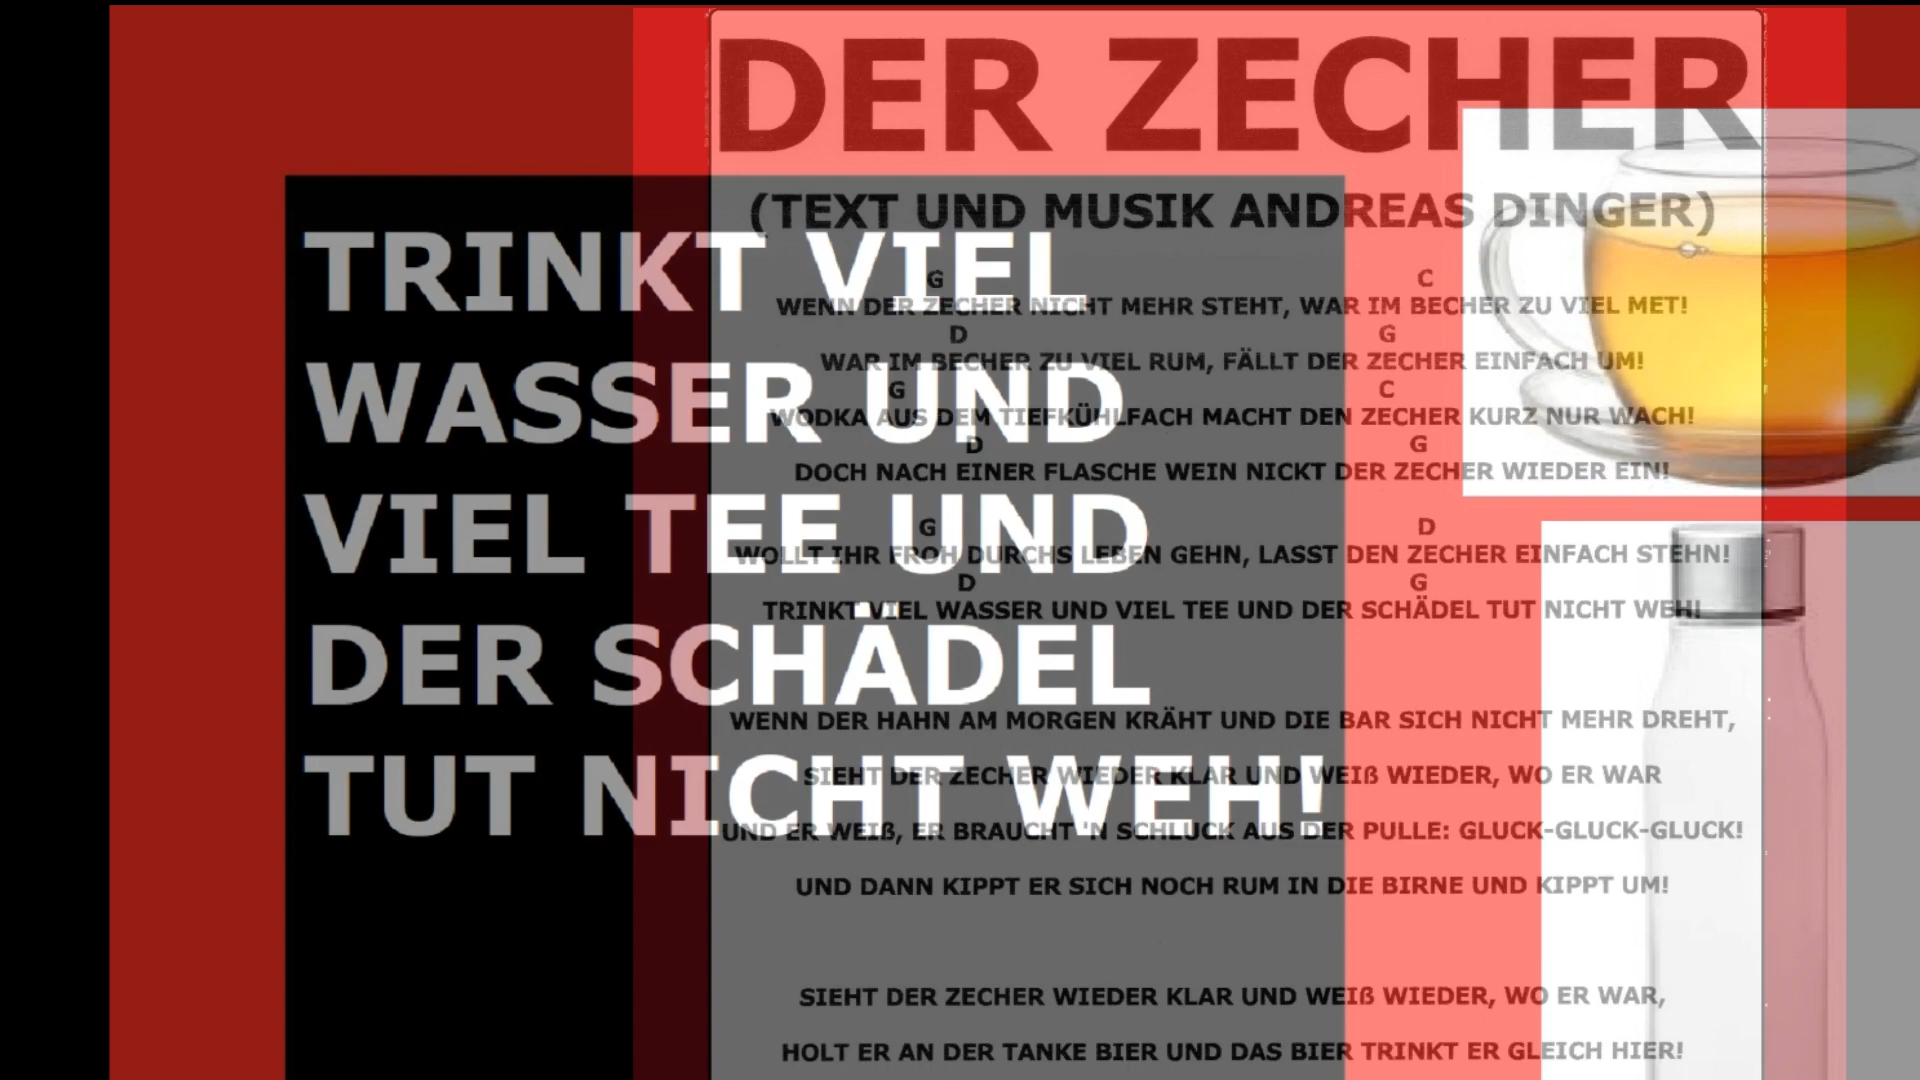 DER ZECHER
(TEXT UND MUSIK ANDREAS DINGER)
G C
WENN DER ZECHER NICHT MEHR STEHT, WAR IM BECHER ZU VIEL MET!
D G
WAR IM BECHER ZU VIEL RUM, FÄLLT DER ZECHER EINFACH UM!
G C
WODKA AUS DEM TIEFKÜHLFACH MACHT DEN ZECHER KURZ NUR WACH!
D G
DOCH NACH EINER FLASCHE WEIN NICKT DER ZECHER WIEDER EIN!
G D
WOLLT IHR FROH DURCHS LEBEN GEHN, LASST DEN ZECHER EINFACH STEHN!
D G
TRINKT VIEL WASSER UND VIEL TEE UND DER SCHÄDEL TUT NICHT WEH!
WENN DER HAHN AM MORGEN KRÄHT UND DIE BAR SICH NICHT MEHR DREHT,
SIEHT DER ZECHER WIEDER KLAR UND WEIß WIEDER, WO ER WAR
UND ER WEIß, ER BRAUCHT 'N SCHLUCK AUS DER PULLE: GLUCK-GLUCK-GLUCK!
UND DANN KIPPT ER SICH NOCH RUM IN DIE BIRNE UND KIPPT UM!
SIEHT DER ZECHER WIEDER KLAR UND WEIß WIEDER, WO ER WAR,
HOLT ER AN DER TANKE BIER UND DAS BIER TRINKT ER GLEICH HIER!
TRINKT VIEL
WASSER UND
VIEL TEE UND
DER SCHÄDEL
TUT NICHT WEH!